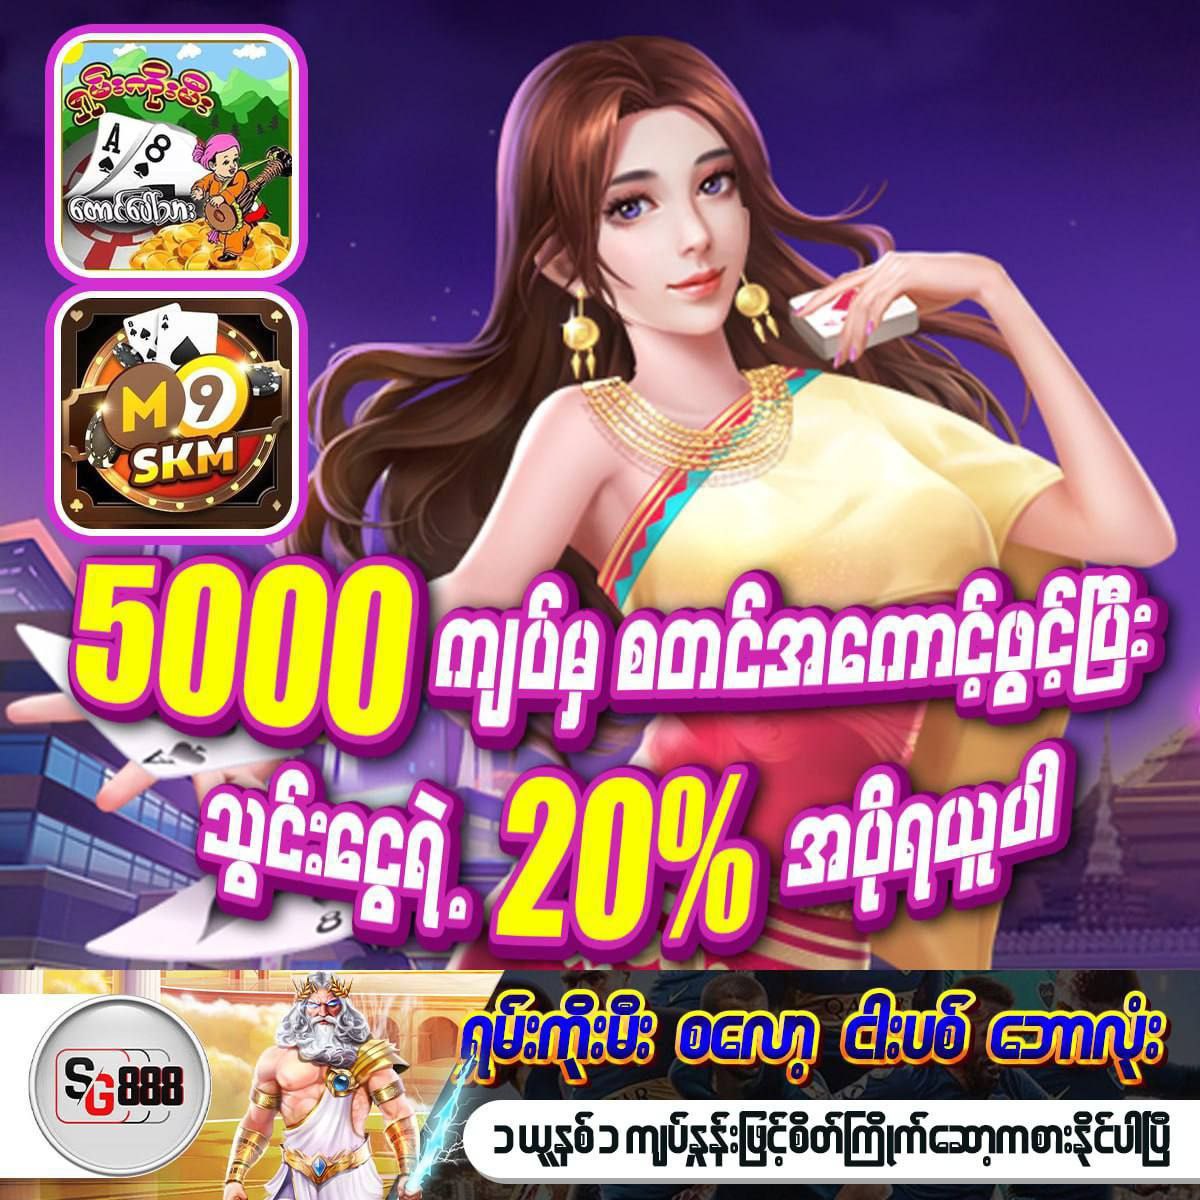 ရှမ်းကိုးမီး
A 8
တောင်ပေါ်သား
8 A
M9
SKM
5000 ကျပ်မှ စတင်အကောင့်ဖွင့်ပြီး
သွင်းငွေရဲ့ 20% အပိုရယူပါ
8
SG888
ရှမ်းကိုးမီး စလော့ ငါးပစ် ဘောလုံး
၁ယူနစ်၁ကျပ်နှုန်းဖြင့်စိတ်ကြိုက်ဆော့ကစားနိုင်ပါပြီ